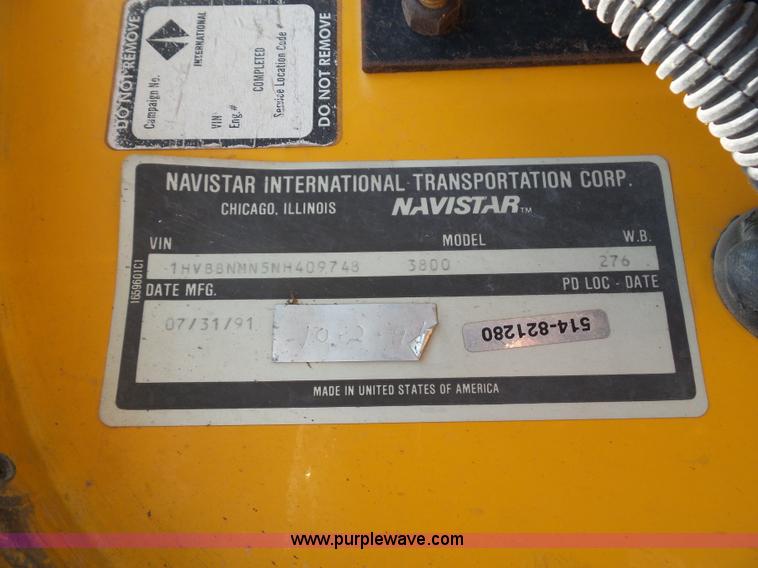 DO NOT REMOVE
Campaign No.
INTERNATIONAL
VIN:
Eng.#
COMPLETED
Service Location Code #
DO NOT REMOVE
NAVISTAR INTERNATIONAL TRANSPORTATION CORP.
CHICAGO, ILLINOIS NAVISTAR™
VIN MODEL W.B.
1HVBBNMN5NH409748 3800 276
1659601C1
DATE MFG. PD LOC - DATE
07/31/91
514-821280
MADE IN UNITED STATES OF AMERICA
www.purplewave.com